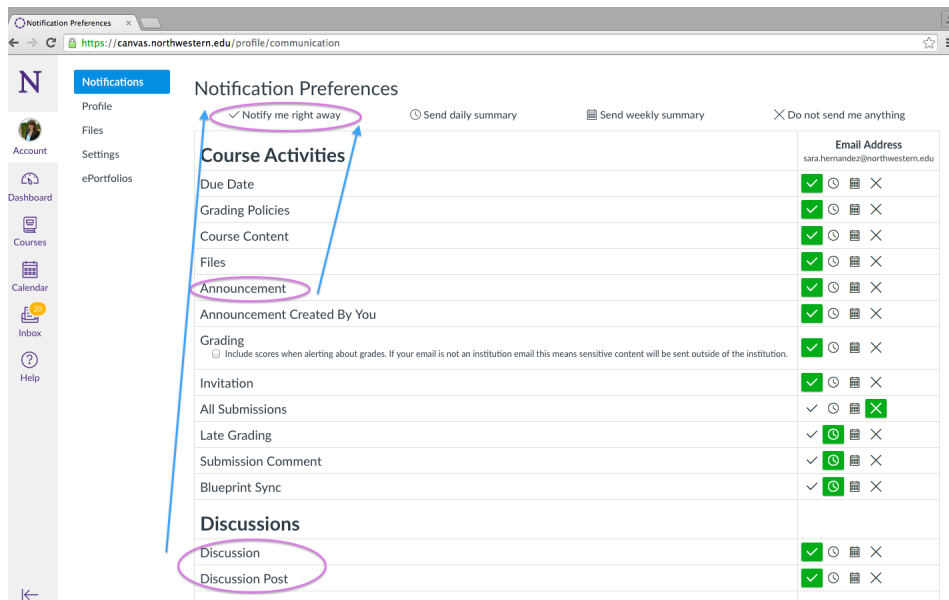 Notification Preferences
https://canvas.northwestern.edu/profile/communication
N
Account
Dashboard
Courses
Calendar
20
Inbox
Help
Notifications
Profile
Files
Settings
ePortfolios
Notification Preferences
Notify me right away Send daily summary Send weekly summary Do not send me anything
Course Activities
Email Address
sara.hernandez@northwestern.edu
Due Date
Grading Policies
Course Content
Files
Announcement
Announcement Created By You
Grading
Include scores when alerting about grades. If your email is not an institution email this means sensitive content will be sent outside of the institution.
Invitation
All Submissions
Late Grading
Submission Comment
Blueprint Sync
Discussions
Discussion
Discussion Post